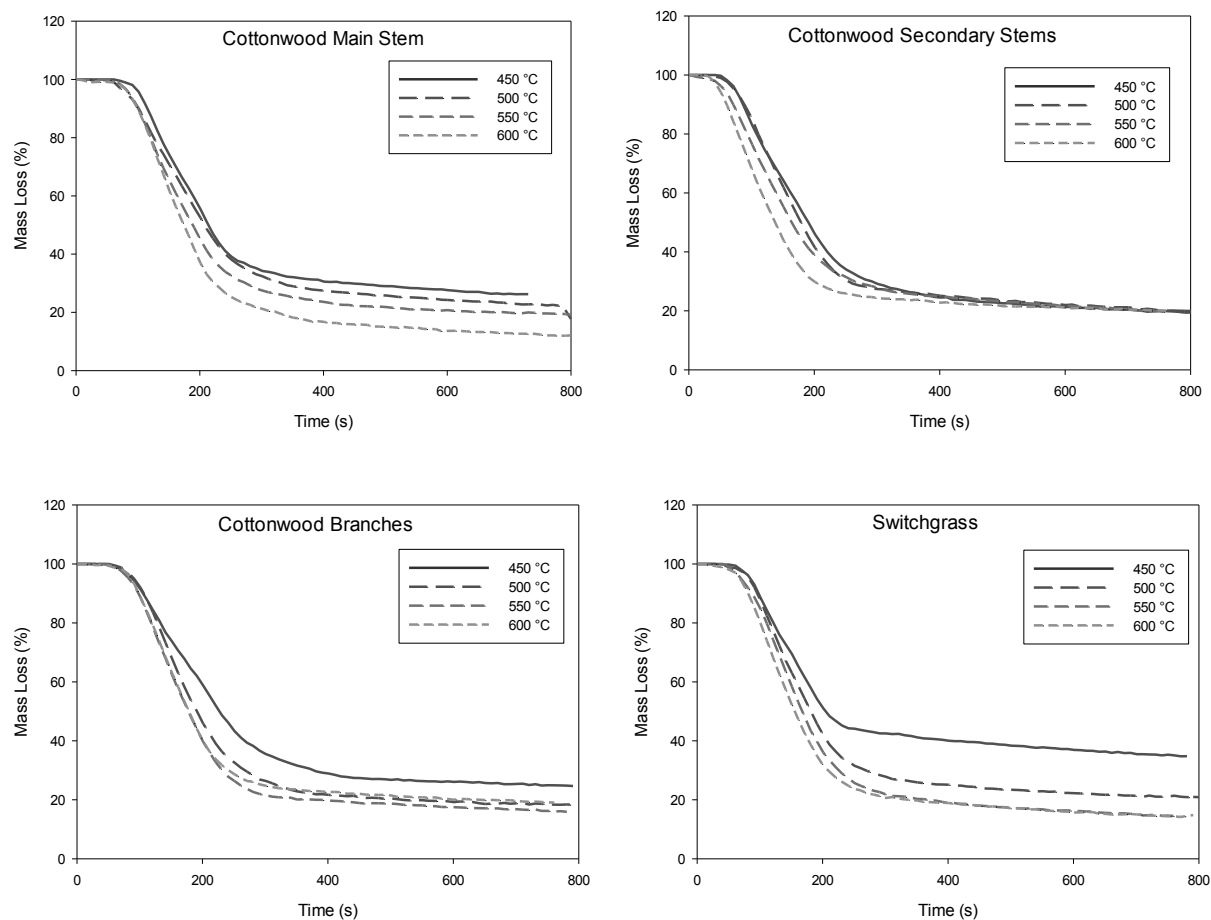 Cottonwood Main Stem
450 °C
500 °C
550 °C
600 °C
120
100
80
60
40
20
0
Mass Loss (%)
0 200 400 600 800
Time (s)
Cottonwood Secondary Stems
450 °C
500 °C
550 °C
600 °C
120
100
80
60
40
20
0
Mass Loss (%)
0 200 400 600 800
Time (s)
Cottonwood Branches
450 °C
500 °C
550 °C
600 °C
120
100
80
60
40
20
0
Mass Loss (%)
0 200 400 600 800
Time (s)
Switchgrass
450 °C
500 °C
550 °C
600 °C
120
100
80
60
40
20
0
Mass Loss (%)
0 200 400 600 800
Time (s)